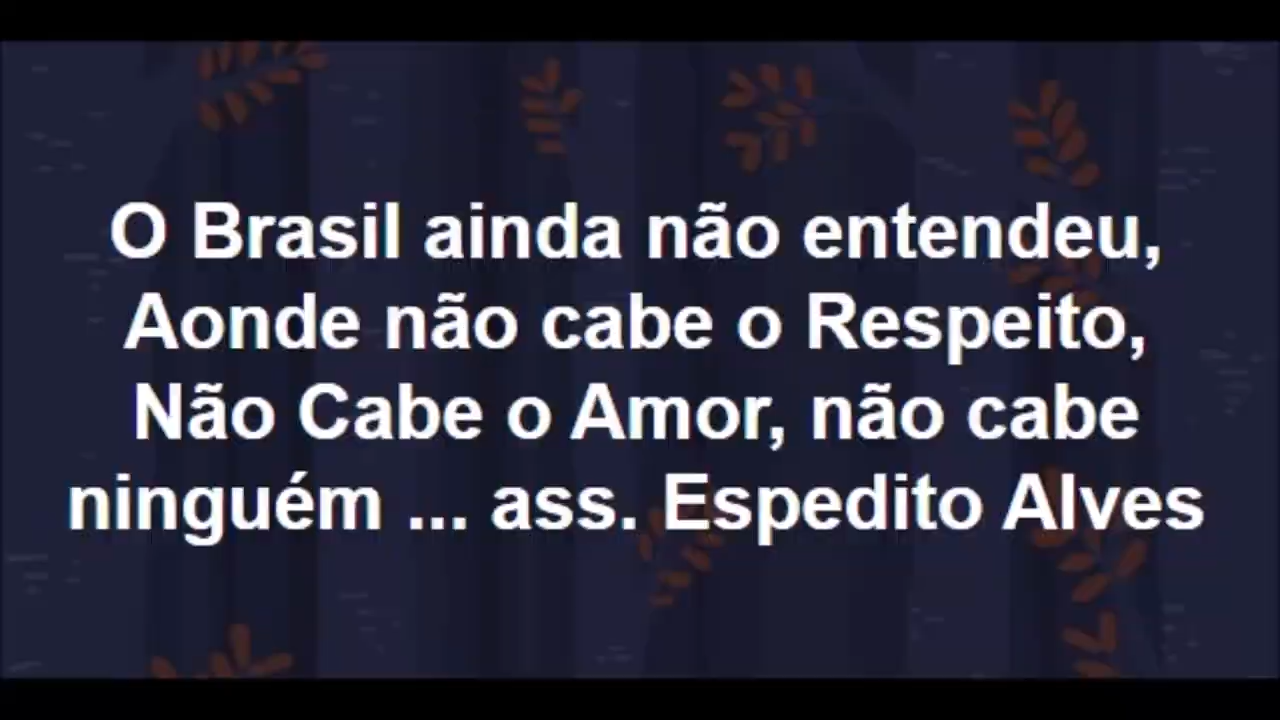 O Brasil ainda não entendeu,
Aonde não cabe o Respeito,
Não Cabe o Amor, não cabe
ninguém ... ass. Espedito Alves